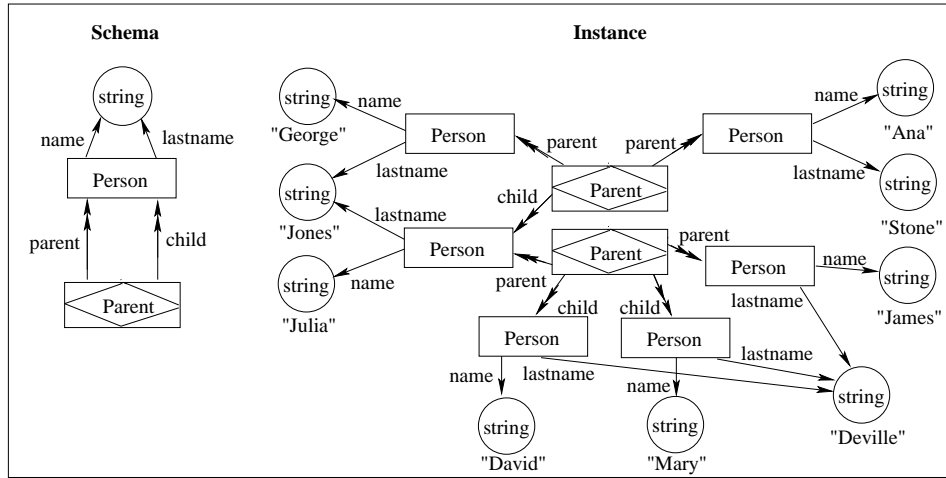 Schema
string
name
lastname
Person
parent
child
Parent
Instance
string
name
"George"
Person
lastname
string
"Jones"
parent
parent
Parent
child
Person
name
string
"Ana"
lastname
string
"Stone"
lastname
Person
name
string
"Julia"
Parent
parent
parent
Person
name
string
"James"
lastname
child
child
Person
Person
lastname
lastname
name
name
string
"David"
string
"Mary"
string
"Deville"